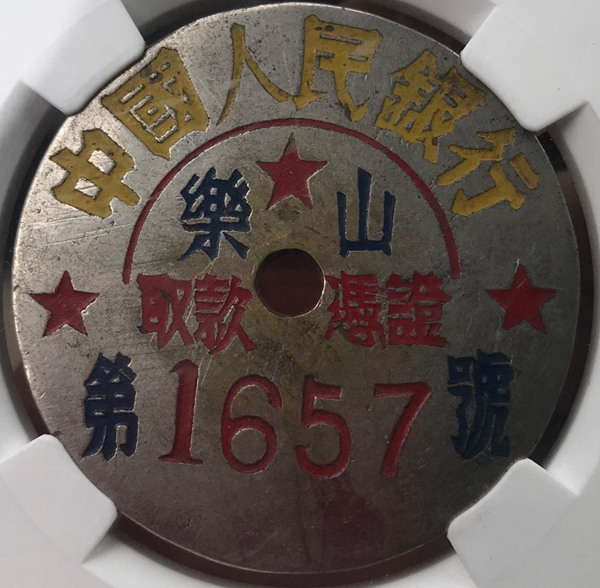 中國人民銀行
樂山
取款憑證
第1657號